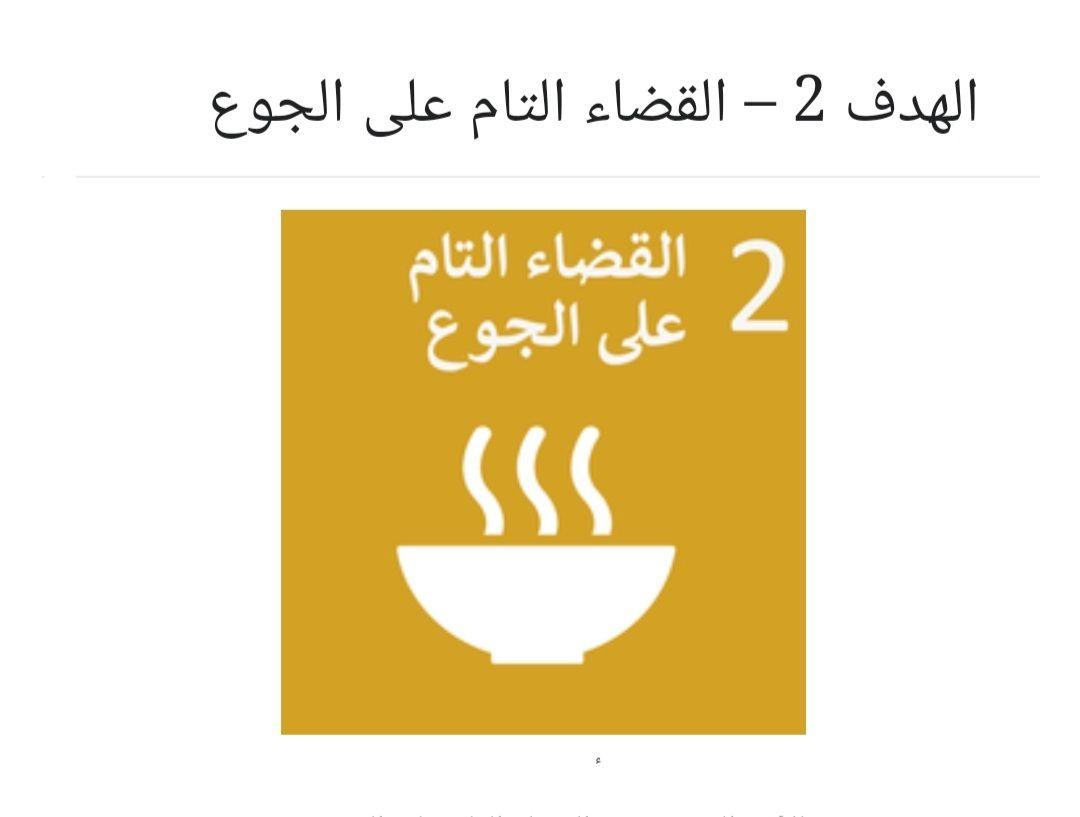 الهدف 2 – القضاء التام على الجوع
2 القضاء التام
على الجوع